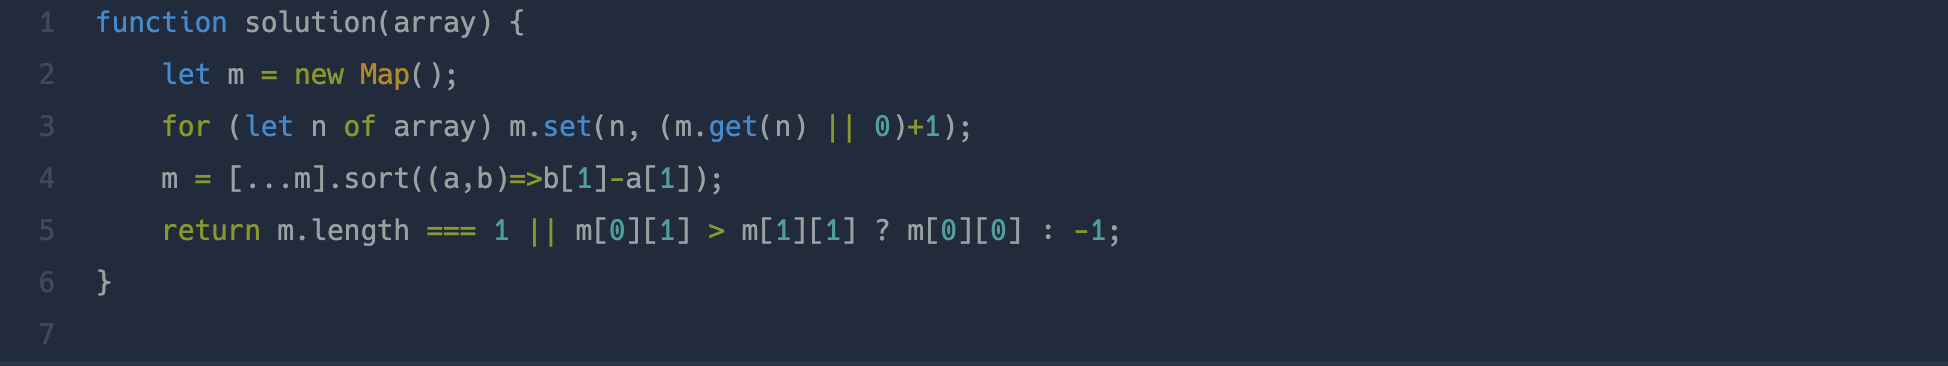 1 function solution(array) {
2 let m = new Map();
3 for (let n of array) m.set(n, (m.get(n) || 0)+1);
4 m = [...m].sort((a,b)=>b[1]-a[1]);
5 return m.length === 1 || m[0][1] > m[1][1] ? m[0][0] : -1;
6 }
7